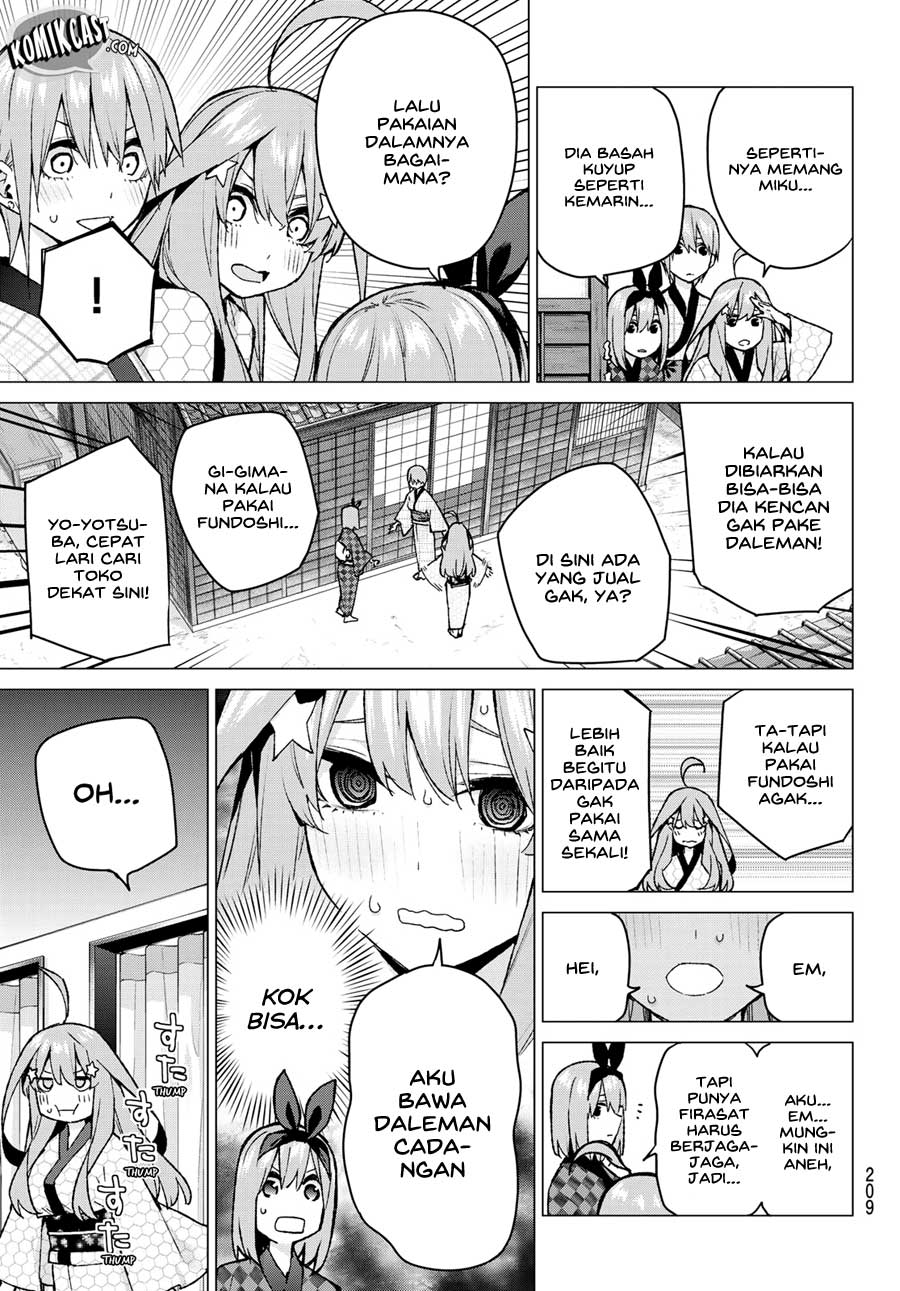 KOMIKCAST
.COM
SEPERTI-
NYA MEMANG
MIKU...
DIA BASAH
KUYUP
SEPERTI
KEMARIN...
LALU
PAKAIAN
DALAMNYA
BAGAI-
MANA?
!
KALAU
DIBIARKAN
BISA-BISA
DIA KENCAN
GAK PAKE
DALEMAN!
DI SINI ADA
YANG JUAL
GAK, YA?
GI-GIMA-
NA KALAU
PAKAI
FUNDOSHI...
YO-YOTSU-
BA, CEPAT
LARI CARI
TOKO
DEKAT SINI!
TA-TAPI
KALAU
PAKAI
FUNDOSHI
AGAK...
LEBIH
BAIK
BEGITU
DARIPADA
GAK
PAKAI
SAMA
SEKALI!
EM,
HEI,
AKU...
EM...
MUNG-
KIN INI
ANEH,
TAPI
PUNYA
FIRASAT
HARUS
BERJAGA-
JAGA,
JADI...
AKU
BAWA
DALEMAN
CADA-
NGAN
KOK
BISA...
OH...
すた
THUMP
すた
THUMP
すた
THUMP
209